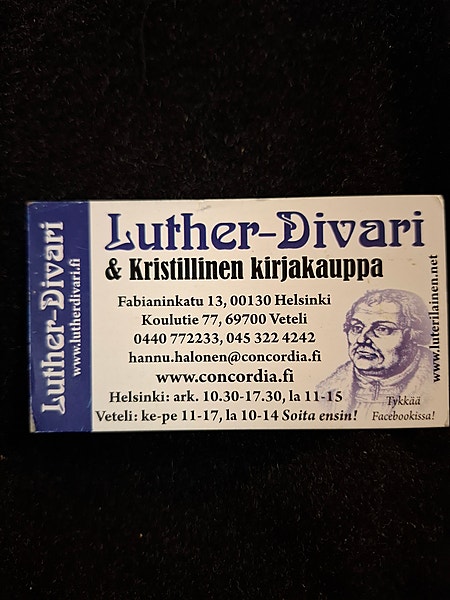 Luther-Divari
www.lutherdivari.fi
Luther-Divari
& Kristillinen kirjakauppa
Fabianinkatu 13, 00130 Helsinki
Koulutie 77, 69700 Veteli
0440 772233, 045 322 4242
hannu.halonen@concordia.fi
www.concordia.fi
Helsinki: ark. 10.30-17.30, la 11-15
Veteli: ke-pe 11-17, la 10-14 Soita ensin!
Tykkää
Facebookissa!
www.luterilainen.net